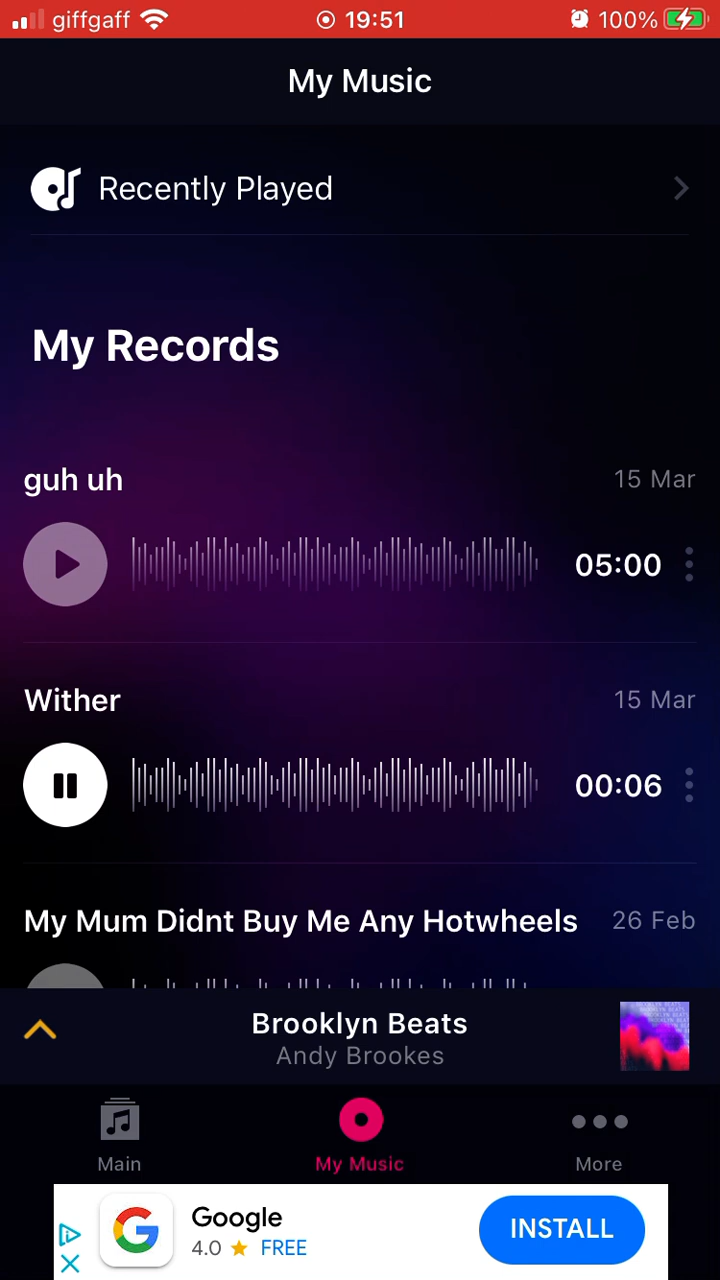 giffgaff 19:51 100%
My Music
Recently Played
My Records
guh uh 15 Mar
05:00
Wither 15 Mar
00:06
My Mum Didnt Buy Me Any Hotwheels 26 Feb
Brooklyn Beats
Andy Brookes
Main My Music More
Google
4.0 FREE
INSTALL